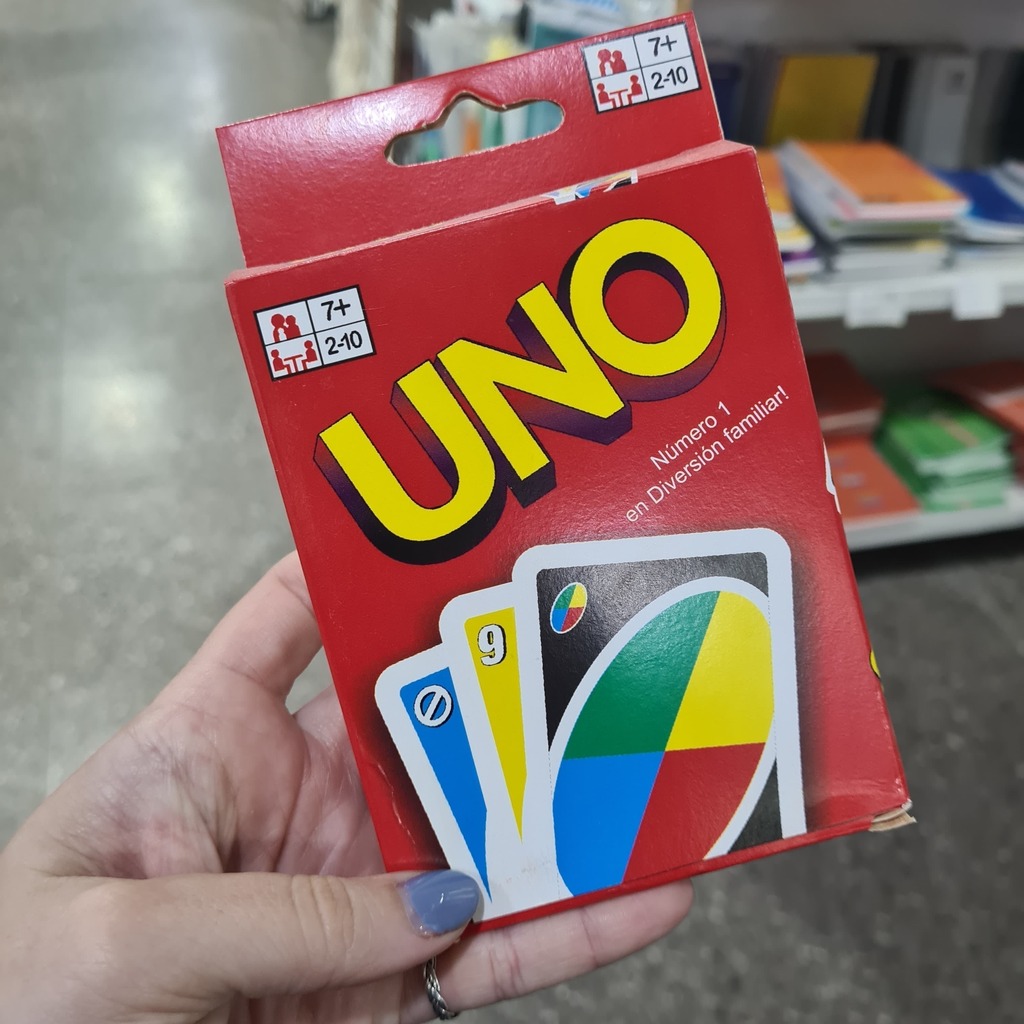 7+
2-10
7+
2-10
UNO
Número 1
en Diversión familiar!
9